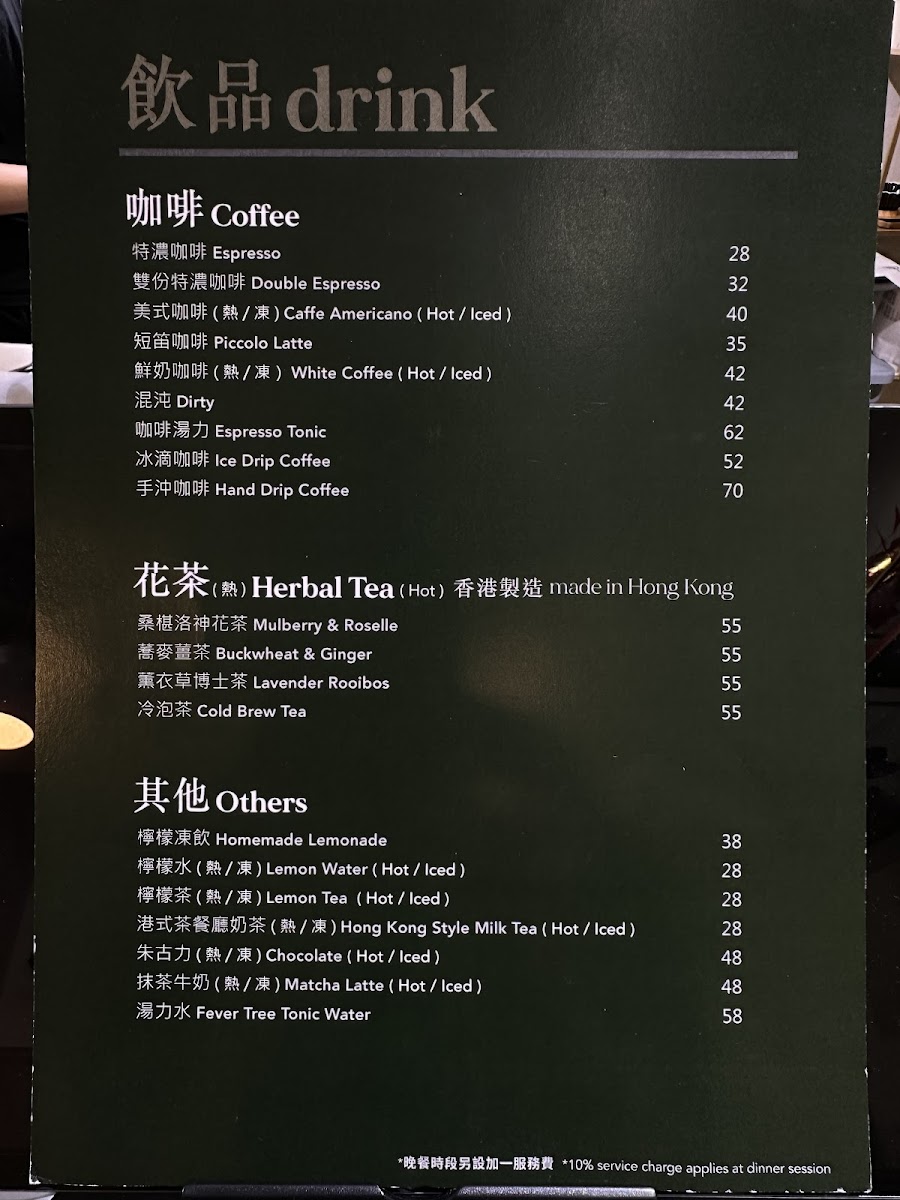 飲品 drink
咖啡 Coffee
特濃咖啡 Espresso 28
雙份特濃咖啡 Double Espresso 32
美式咖啡 ( 熱 / 凍 ) Caffe Americano ( Hot / Iced ) 40
短笛咖啡 Piccolo Latte 35
鮮奶咖啡 ( 熱 / 凍 ) White Coffee ( Hot / Iced ) 42
混沌 Dirty 42
咖啡湯力 Espresso Tonic 62
冰滴咖啡 Ice Drip Coffee 52
手沖咖啡 Hand Drip Coffee 70
花茶 ( 熱 ) Herbal Tea ( Hot ) 香港製造 made in Hong Kong
桑椹洛神花茶 Mulberry & Roselle 55
蕎麥薑茶 Buckwheat & Ginger 55
薰衣草博士茶 Lavender Rooibos 55
冷泡茶 Cold Brew Tea 55
其他 Others
檸檬凍飲 Homemade Lemonade 38
檸檬水 ( 熱 / 凍 ) Lemon Water ( Hot / Iced ) 28
檸檬茶 ( 熱 / 凍 ) Lemon Tea ( Hot / Iced ) 28
港式茶餐廳奶茶 ( 熱 / 凍 ) Hong Kong Style Milk Tea ( Hot / Iced ) 28
朱古力 ( 熱 / 凍 ) Chocolate ( Hot / Iced ) 48
抹茶牛奶 ( 熱 / 凍 ) Matcha Latte ( Hot / Iced ) 48
湯力水 Fever Tree Tonic Water 58
*晚餐時段另設加一服務費 *10% service charge applies at dinner session